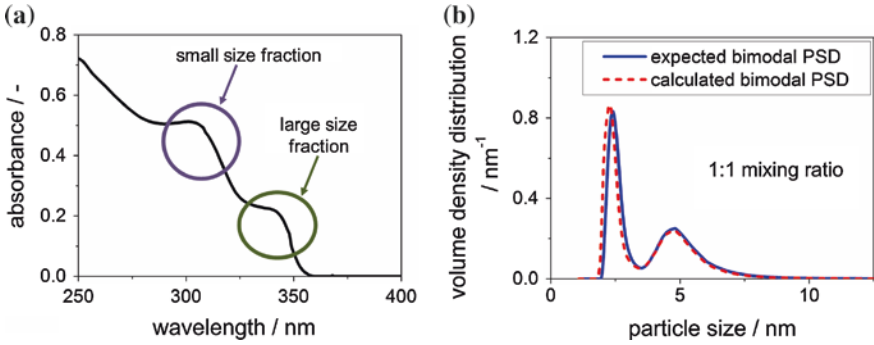 (a)
small size fraction
large size
fraction
absorbance / -
0.8
0.6
0.4
0.2
0.0
250
300
350
400
wavelength / nm
(b)
expected bimodal PSD
calculated bimodal PSD
1:1 mixing ratio
volume density distribution
/ nm⁻¹
1.2
0.8
0.4
0.0
0
5
10
particle size / nm